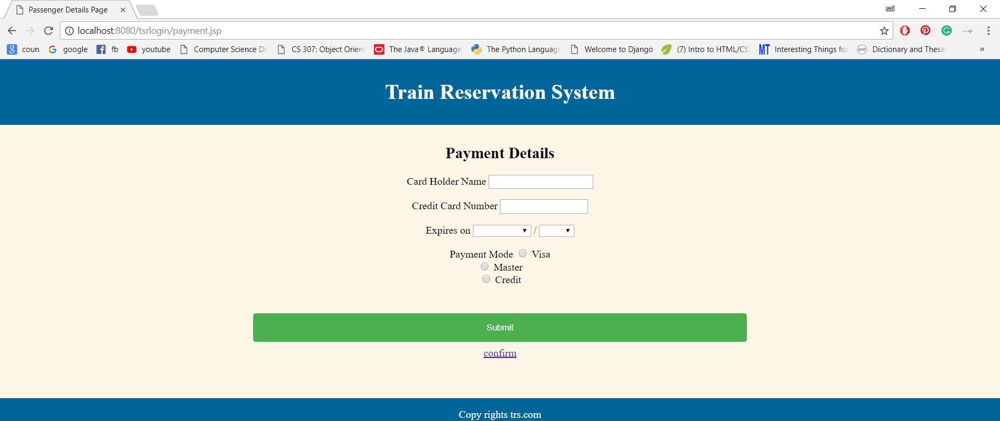 Passenger Details Page
sai
localhost:8080/tsrlogin/payment.jsp
coun google fb youtube Computer Science De CS 307: Object Orient The Java® Language The Python Language Welcome to Django (7) Intro to HTML/CSS Interesting Things for Dictionary and Thesa »
Train Reservation System
Payment Details
Card Holder Name
Credit Card Number
Expires on /
Payment Mode Visa
Master
Credit
Submit
confirm
Copy rights trs.com